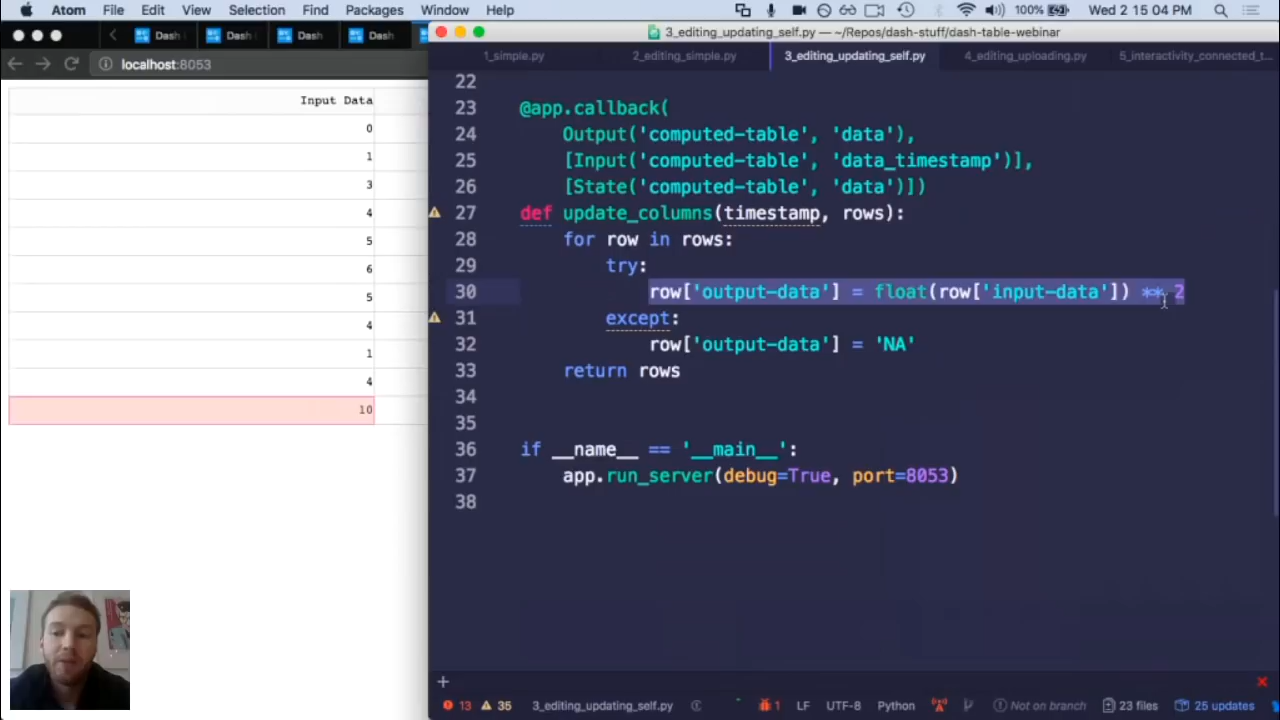 Atom File Edit View Selection Find Packages Window Help 100% Wed 2 15:04 PM
Dash Dash Dash Dash
3_editing_updating_self.py — ~/Repos/dash-stuff/dash-table-webinar
localhost:8053
1_simple.py 2_editing_simple.py 3_editing_updating_self.py 4_editing_uploading.py 5_interactivity_connected_t...
Input Data
0
1
3
4
5
6
5
4
1
4
10
22
23 @app.callback(
24 Output('computed-table', 'data'),
25 [Input('computed-table', 'data_timestamp')],
26 [State('computed-table', 'data')])
27 def update_columns(timestamp, rows):
28 for row in rows:
29 try:
30 row['output-data'] = float(row['input-data']) ** 2
31 except:
32 row['output-data'] = 'NA'
33 return rows
34
35
36 if __name__ == '__main__':
37 app.run_server(debug=True, port=8053)
38
13 35 3_editing_updating_self.py 1 LF UTF-8 Python Not on branch 23 files 25 updates